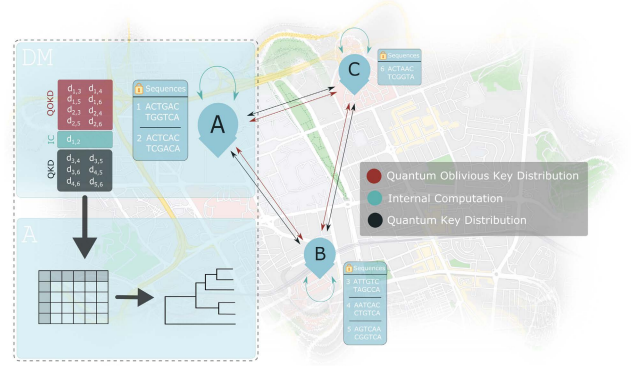 DM
QOKD
d1,3 d1,4
d1,5 d1,6
d2,3 d2,4
d2,5 d2,6
IC
d1,2
QKD
d3,4 d3,5
d3,6 d4,5
d4,6 d5,6
Sequences
1 ACTGAC
TGGTCA
2 ACTCAC
TCGACA
A
C
Sequences
6 ACTAAC
TCGGTA
Quantum Oblivious Key Distribution
Internal Computation
Quantum Key Distribution
A
B
Sequences
3 ATTGTC
TAGCCA
4 AATCAC
CTGTCA
5 AGTCAA
CGGTCA